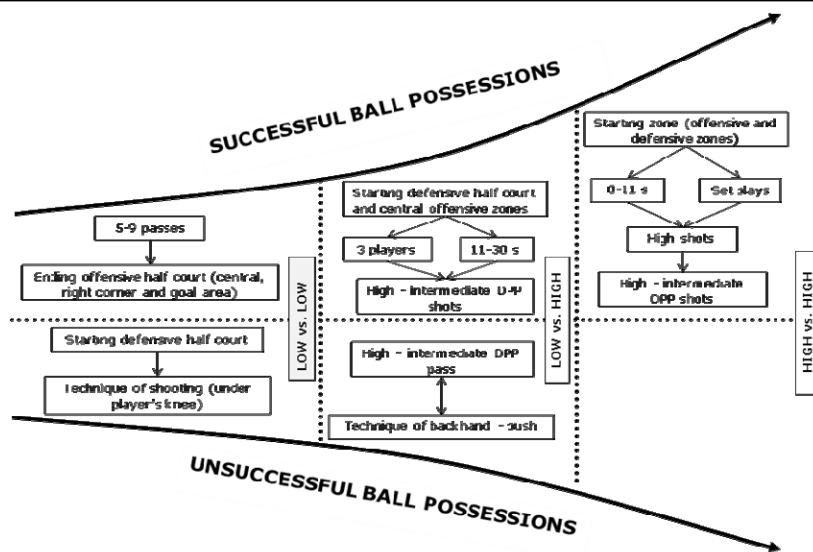 SUCCESSFUL BALL POSSESSIONS
5-9 passes
Ending offensive half court (central,
right corner and goal area)
Starting defensive half court
Technique of shooting (under
player's knee)
LOW vs. LOW
Starting defensive half court
and central offensive zones
3 players
11-30 s
High - intermediate DPP
shots
High - intermediate DPP
pass
Technique of backhand - push
LOW vs. HIGH
Starting zone (offensive and
defensive zones)
0-11 s
Set plays
High shots
High - intermediate DPP shots
HIGH vs. HIGH
UNSUCCESSFUL BALL POSSESSIONS